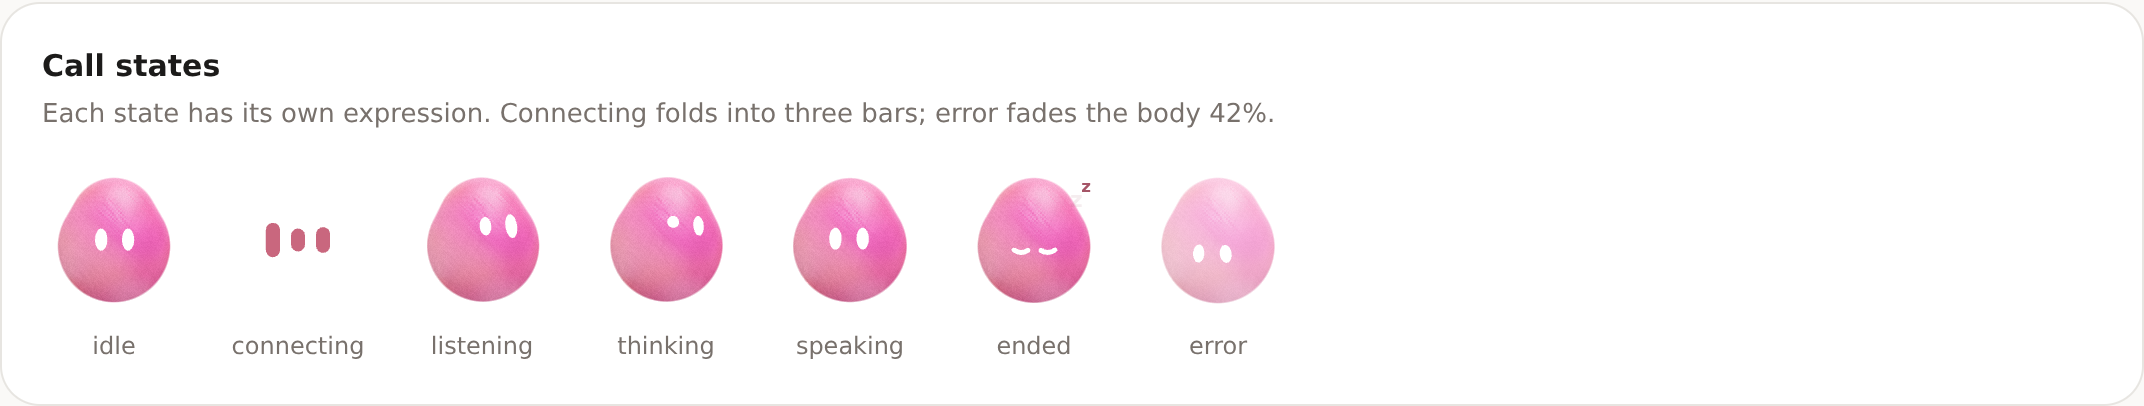 Call states
Each state has its own expression. Connecting folds into three bars; error fades the body 42%.
z
z
idle connecting listening thinking speaking ended error